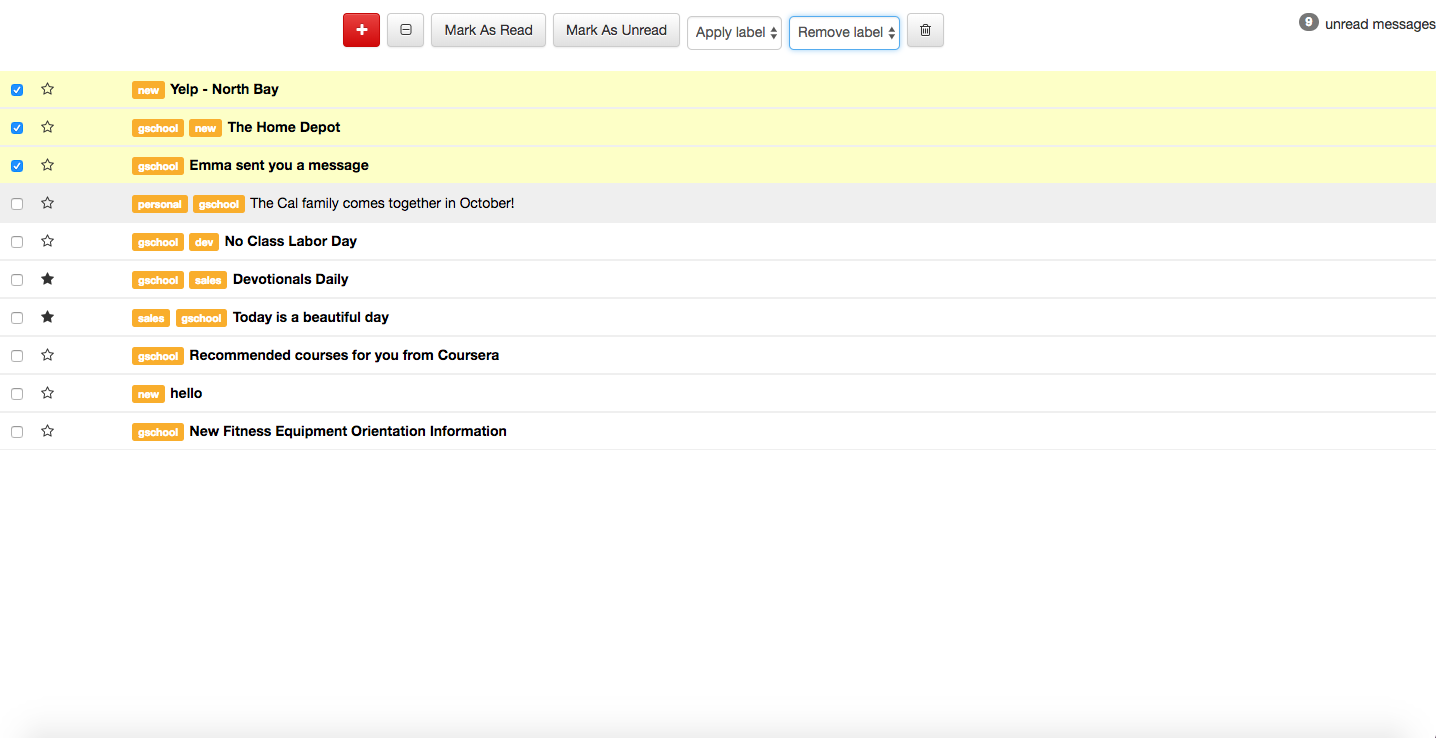 + Mark As Read Mark As Unread Apply label Remove label 9 unread messages
new Yelp - North Bay
gschool new The Home Depot
gschool Emma sent you a message
personal gschool The Cal family comes together in October!
gschool dev No Class Labor Day
gschool sales Devotionals Daily
sales gschool Today is a beautiful day
gschool Recommended courses for you from Coursera
new hello
gschool New Fitness Equipment Orientation Information